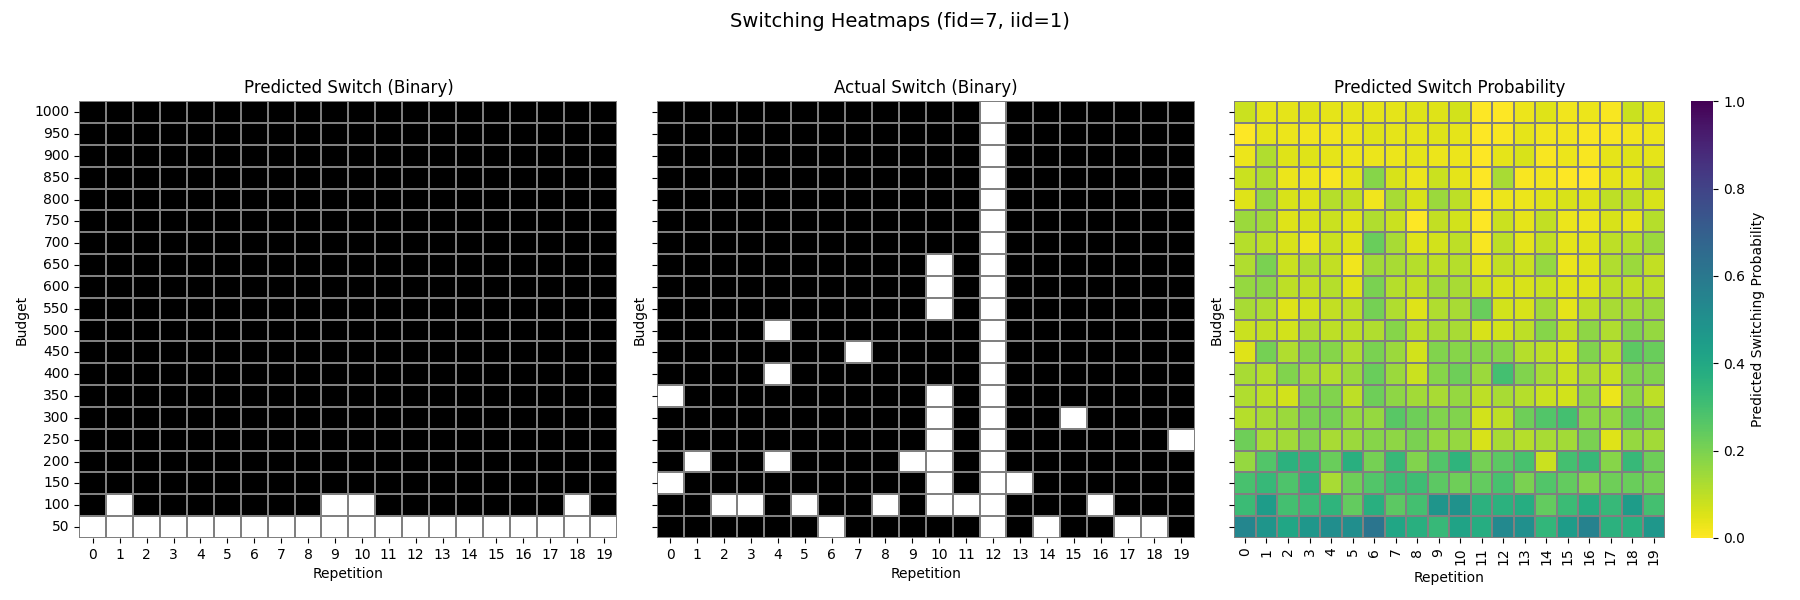 Switching Heatmaps (fid=7, iid=1)
Predicted Switch (Binary)
Budget
1000
950
900
850
800
750
700
650
600
550
500
450
400
350
300
250
200
150
100
50
0 1 2 3 4 5 6 7 8 9 10 11 12 13 14 15 16 17 18 19
Repetition
Actual Switch (Binary)
Budget
0 1 2 3 4 5 6 7 8 9 10 11 12 13 14 15 16 17 18 19
Repetition
Predicted Switch Probability
Budget
0 1 2 3 4 5 6 7 8 9 10 11 12 13 14 15 16 17 18 19
Repetition
1.0
0.8
0.6
0.4
0.2
0.0
Predicted Switching Probability